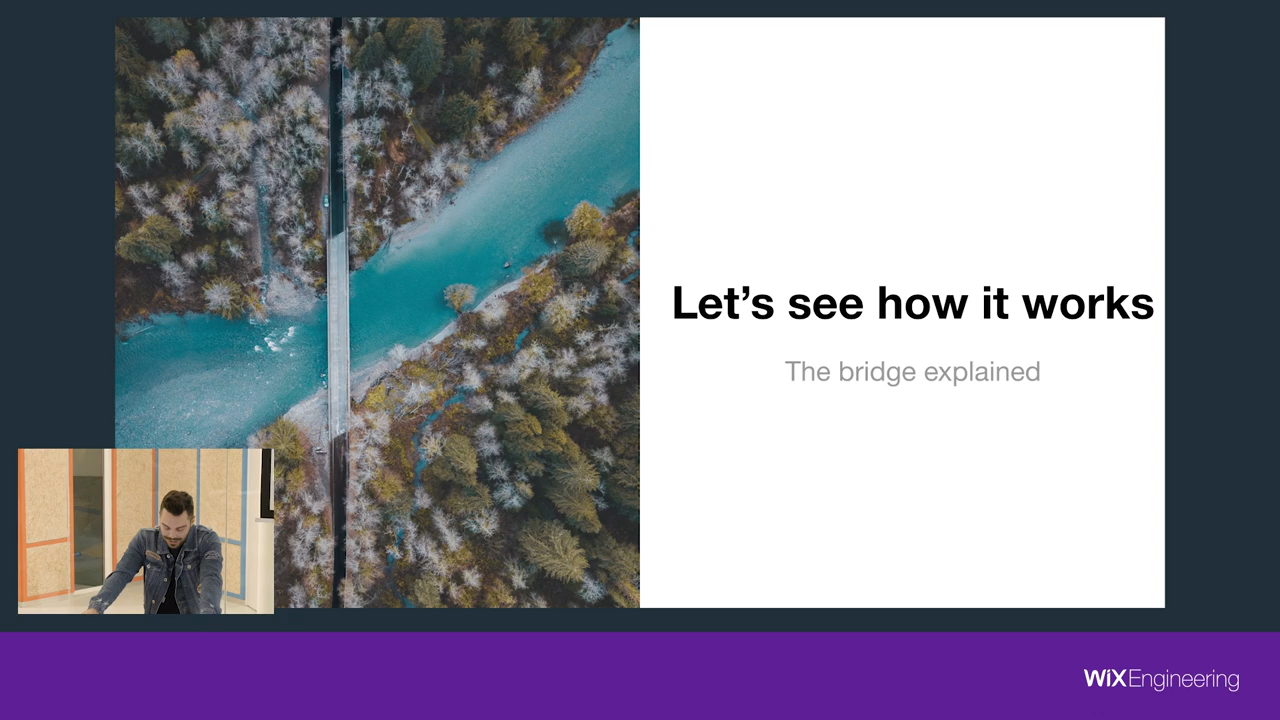 Let’s see how it works
The bridge explained
WiXEngineering